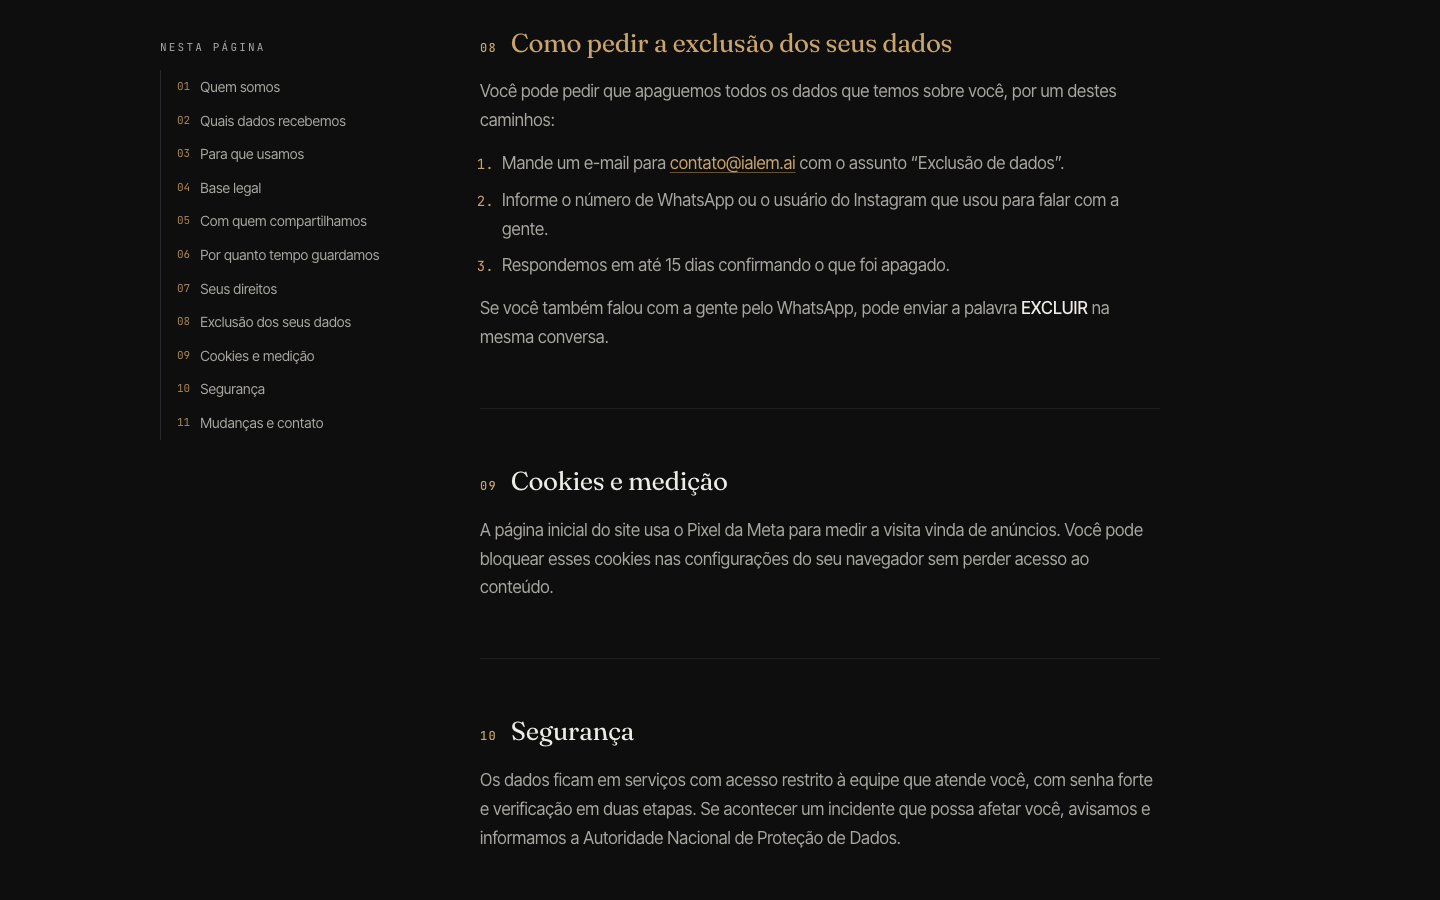 NESTA PÁGINA
01 Quem somos
02 Quais dados recebemos
03 Para que usamos
04 Base legal
05 Com quem compartilhamos
06 Por quanto tempo guardamos
07 Seus direitos
08 Exclusão dos seus dados
09 Cookies e medição
10 Segurança
11 Mudanças e contato
08 Como pedir a exclusão dos seus dados
Você pode pedir que apaguemos todos os dados que temos sobre você, por um destes
caminhos:
1. Mande um e-mail para contato@ialem.ai com o assunto “Exclusão de dados”.
2. Informe o número de WhatsApp ou o usuário do Instagram que usou para falar com a
gente.
3. Respondemos em até 15 dias confirmando o que foi apagado.
Se você também falou com a gente pelo WhatsApp, pode enviar a palavra EXCLUIR na
mesma conversa.
09 Cookies e medição
A página inicial do site usa o Pixel da Meta para medir a visita vinda de anúncios. Você pode
bloquear esses cookies nas configurações do seu navegador sem perder acesso ao
conteúdo.
10 Segurança
Os dados ficam em serviços com acesso restrito à equipe que atende você, com senha forte
e verificação em duas etapas. Se acontecer um incidente que possa afetar você, avisamos e
informamos a Autoridade Nacional de Proteção de Dados.